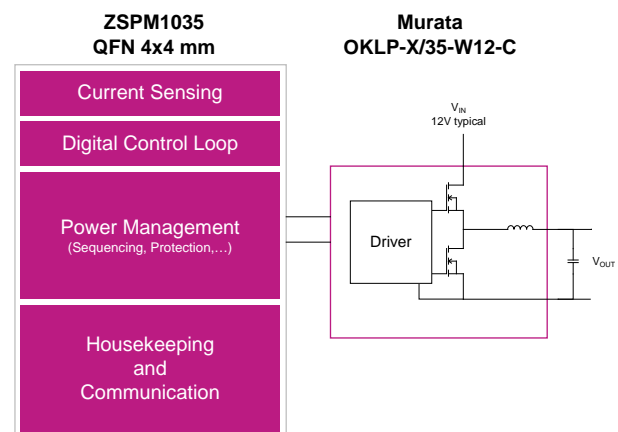 ZSPM1035
QFN 4x4 mm
Murata
OKLP-X/35-W12-C
Current Sensing
Digital Control Loop
Power Management
(Sequencing, Protection,…)
Housekeeping
and
Communication
VIN
12V typical
Driver
VOUT